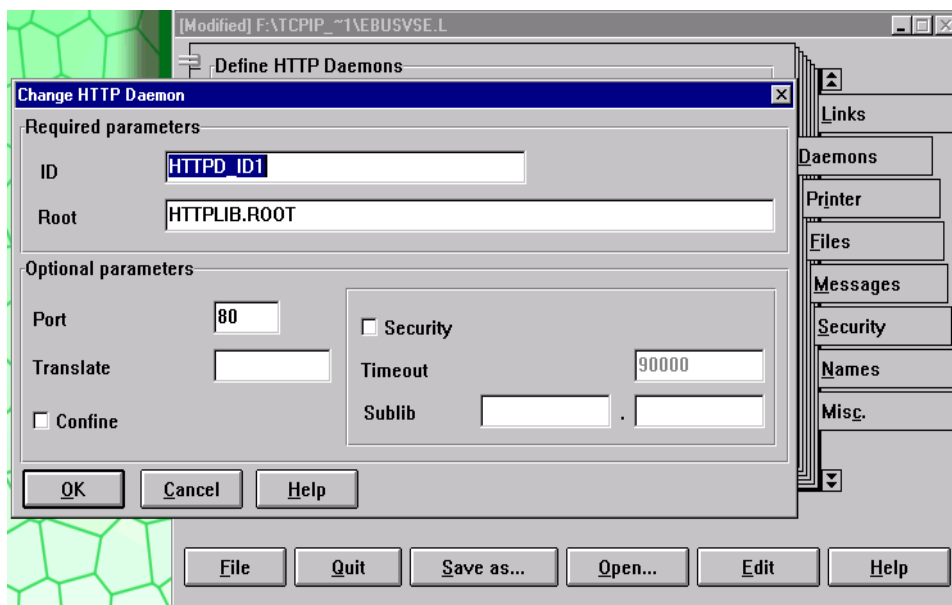 [Modified] F:\TCPIP_~1\EBUSVSE.L
Define HTTP Daemons
Change HTTP Daemon
Required parameters
ID HTTPD_ID1
Root HTTPLIB.ROOT
Optional parameters
Port 80
Security
Translate
Timeout 90000
Confine
Sublib .
OK Cancel Help
Links
Daemons
Printer
Files
Messages
Security
Names
Misc.
File Quit Save as... Open... Edit Help